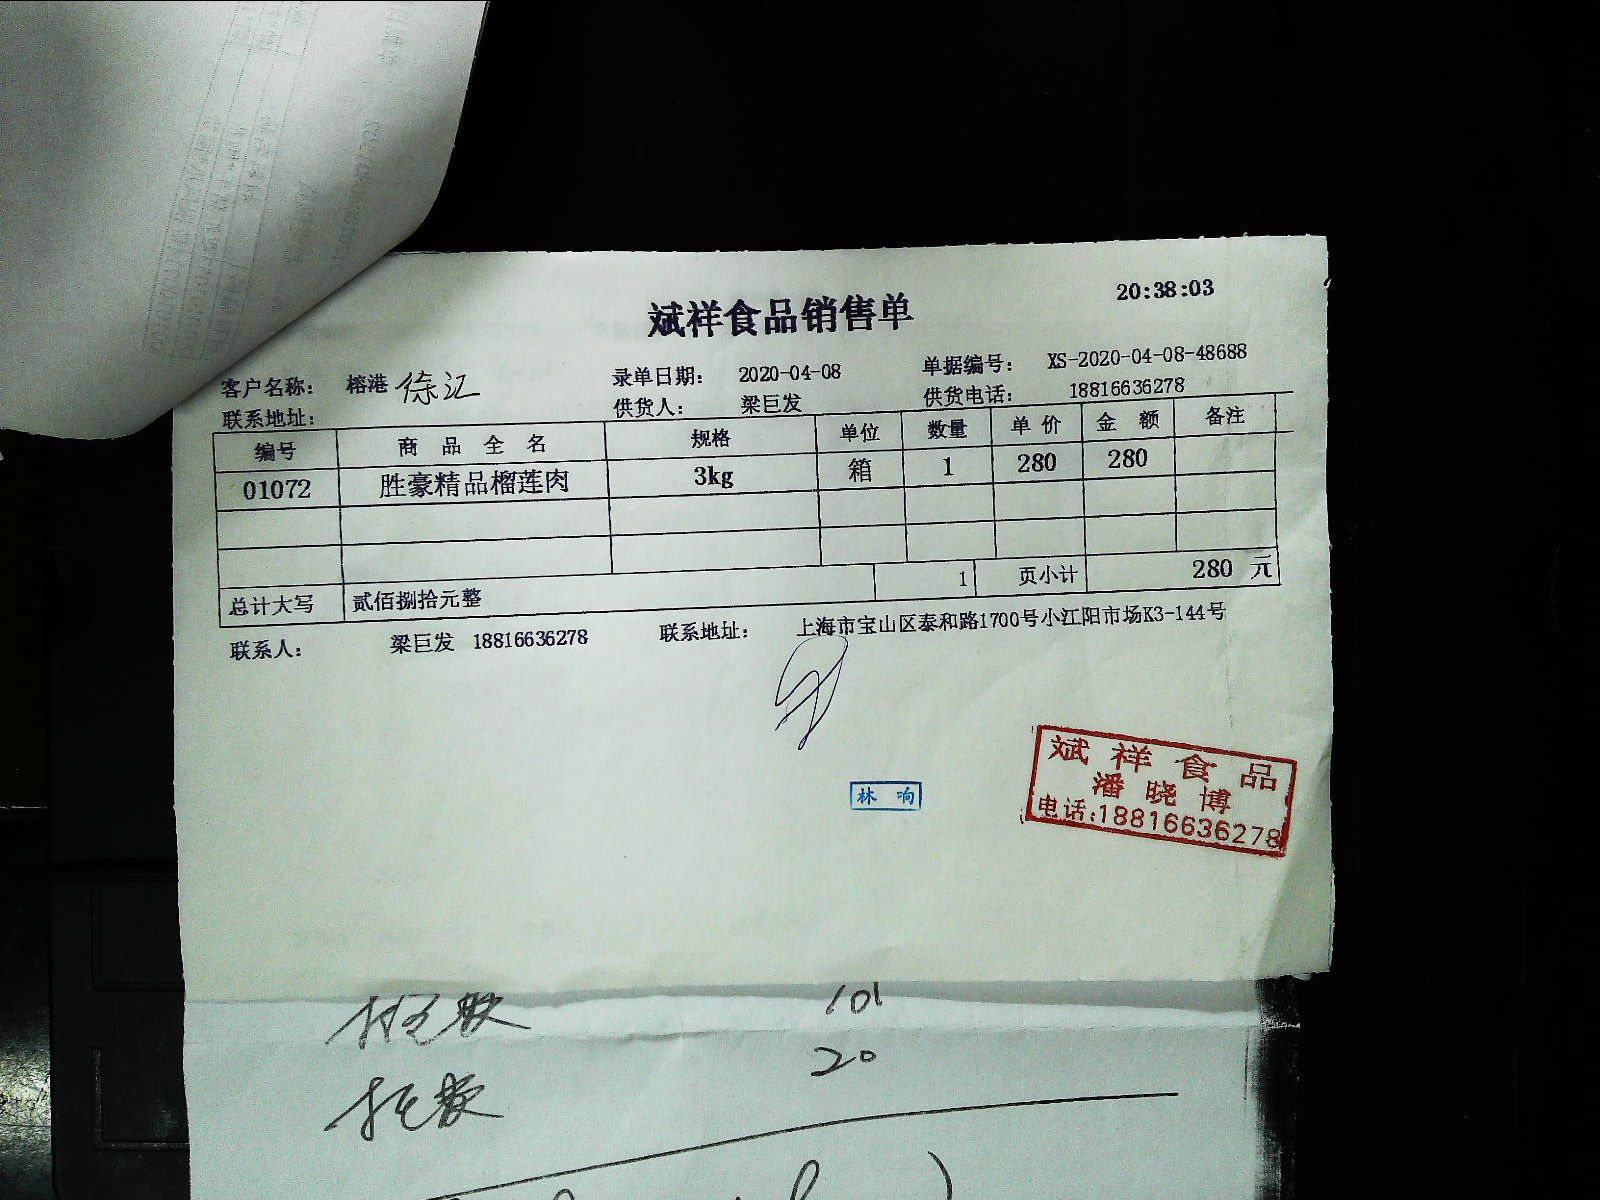 20:38:03
斌祥食品销售单
客户名称： 榕港 徐汇 录单日期： 2020-04-08 单据编号： XS-2020-04-08-48688
联系地址： 供货人： 梁巨发 供货电话： 18816636278
编号 商品全名 规格 单位 数量 单价 金额 备注
01072 胜豪精品榴莲肉 3kg 箱 1 280 280
总计大写 贰佰捌拾元整 1 页小计 280 元
联系人： 梁巨发 18816636278 联系地址： 上海市宝山区泰和路1700号小江阳市场K3-144号
林 响
斌祥食品
潘晓博
电话:18816636278
101
20